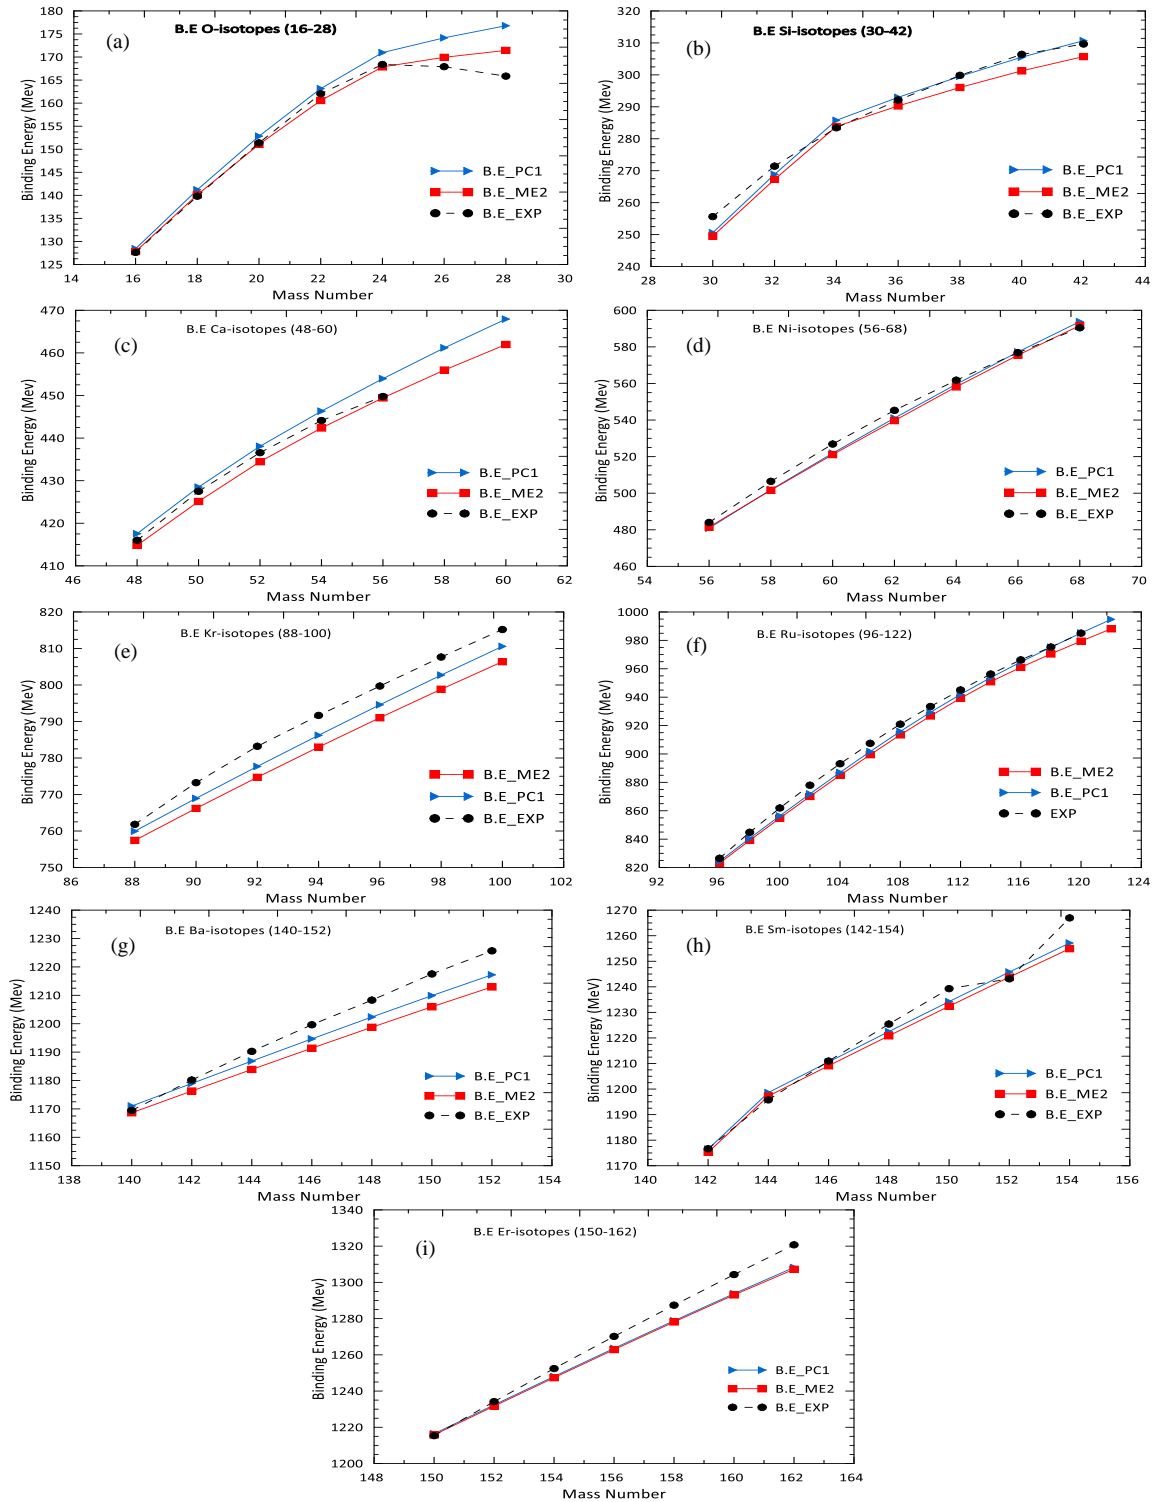 (a)
B.E O-isotopes (16-28)
Binding Energy (Mev)
180
175
170
165
160
155
150
145
140
135
130
125
14 16 18 20 22 24 26 28 30
Mass Number
B.E_PC1
B.E_ME2
B.E_EXP
(b)
B.E Si-isotopes (30-42)
Binding Energy (Mev)
320
310
300
290
280
270
260
250
240
28 30 32 34 36 38 40 42 44
Mass Number
B.E_PC1
B.E_ME2
B.E_EXP
(c)
B.E Ca-isotopes (48-60)
Binding Energy (Mev)
470
460
450
440
430
420
410
46 48 50 52 54 56 58 60 62
Mass Number
B.E_PC1
B.E_ME2
B.E_EXP
(d)
B.E Ni-isotopes (56-68)
Binding Energy (Mev)
600
580
560
540
520
500
480
460
54 56 58 60 62 64 66 68 70
Mass Number
B.E_PC1
B.E_ME2
B.E_EXP
(e)
B.E Kr-isotopes (88-100)
Binding Energy (MeV)
820
810
800
790
780
770
760
750
86 88 90 92 94 96 98 100 102
Mass Number
B.E_ME2
B.E_PC1
B.E_EXP
(f)
B.E Ru-isotopes (96-122)
Binding Energy (MeV)
1000
980
960
940
920
900
880
860
840
820
92 96 100 104 108 112 116 120 124
Mass Number
B.E_ME2
B.E_PC1
EXP
(g)
B.E Ba-isotopes (140-152)
Binding Energy (Mev)
1240
1230
1220
1210
1200
1190
1180
1170
1160
1150
138 140 142 144 146 148 150 152 154
Mass Number
B.E_PC1
B.E_ME2
B.E_EXP
(h)
B.E Sm-isotopes (142-154)
Binding Energy (MeV)
1270
1260
1250
1240
1230
1220
1210
1200
1190
1180
1170
140 142 144 146 148 150 152 154 156
Mass Number
B.E_PC1
B.E_ME2
B.E_EXP
(i)
B.E Er-isotopes (150-162)
Binding Energy (Mev)
1340
1320
1300
1280
1260
1240
1220
1200
148 150 152 154 156 158 160 162 164
Mass Number
B.E_PC1
B.E_ME2
B.E_EXP